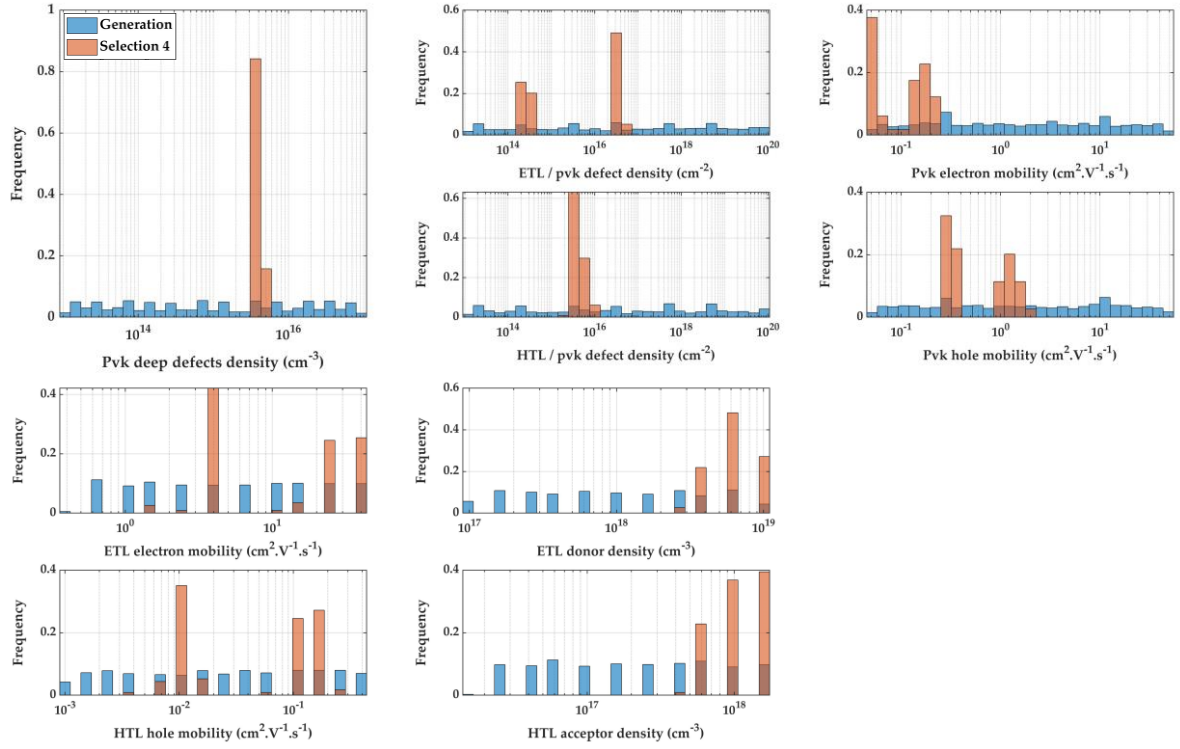 Generation
Selection 4
Frequency
1
0.8
0.6
0.4
0.2
0
10^14
10^16
Pvk deep defects density (cm^-3)
Frequency
0.6
0.4
0.2
0
10^14
10^16
10^18
10^20
ETL / pvk defect density (cm^-2)
Frequency
0.4
0.2
0
10^-1
10^0
10^1
Pvk electron mobility (cm^2.V^-1.s^-1)
Frequency
0.6
0.4
0.2
0
10^14
10^16
10^18
10^20
HTL / pvk defect density (cm^-2)
Frequency
0.4
0.2
0
10^-1
10^0
10^1
Pvk hole mobility (cm^2.V^-1.s^-1)
Frequency
0.4
0.2
0
10^0
10^1
ETL electron mobility (cm^2.V^-1.s^-1)
Frequency
0.6
0.4
0.2
0
10^17
10^18
10^19
ETL donor density (cm^-3)
Frequency
0.4
0.2
0
10^-3
10^-2
10^-1
HTL hole mobility (cm^2.V^-1.s^-1)
Frequency
0.4
0.2
0
10^17
10^18
HTL acceptor density (cm^-3)